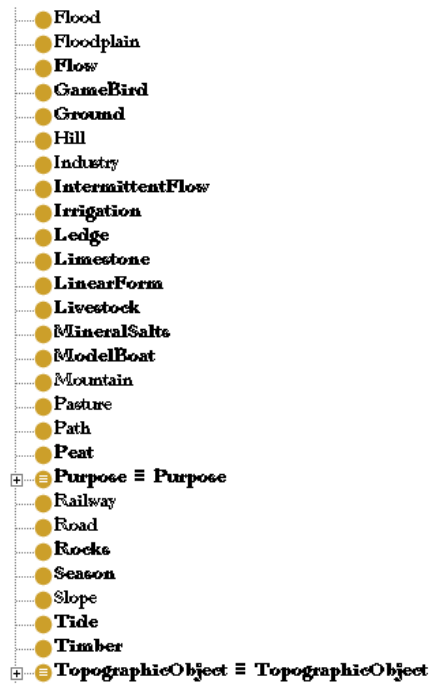 Flood
Floodplain
Flow
GameBird
Ground
Hill
Industry
IntermittentFlow
Irrigation
Ledge
Limestone
LinearForm
Livestock
MineralSalts
ModelBoat
Mountain
Pasture
Path
Peat
Purpose ≡ Purpose
Railway
Road
Rocks
Season
Slope
Tide
Timber
TopographicObject ≡ TopographicObject